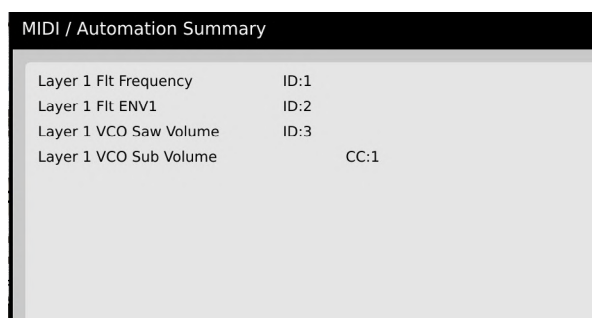 MIDI / Automation Summary
Layer 1 Flt Frequency ID:1
Layer 1 Flt ENV1 ID:2
Layer 1 VCO Saw Volume ID:3
Layer 1 VCO Sub Volume CC:1